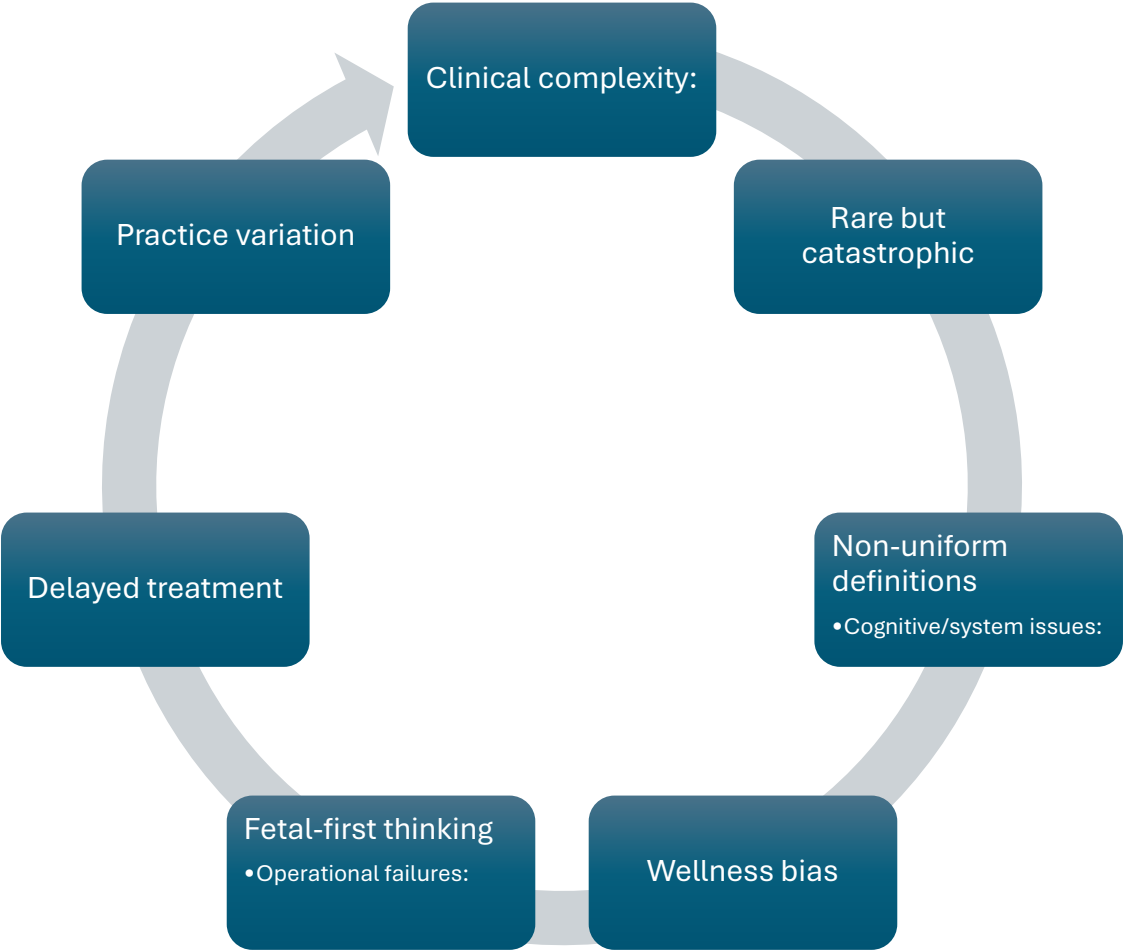 Clinical complexity:
Rare but
catastrophic
Non-uniform
definitions
•Cognitive/system issues:
Wellness bias
Fetal-first thinking
•Operational failures:
Delayed treatment
Practice variation